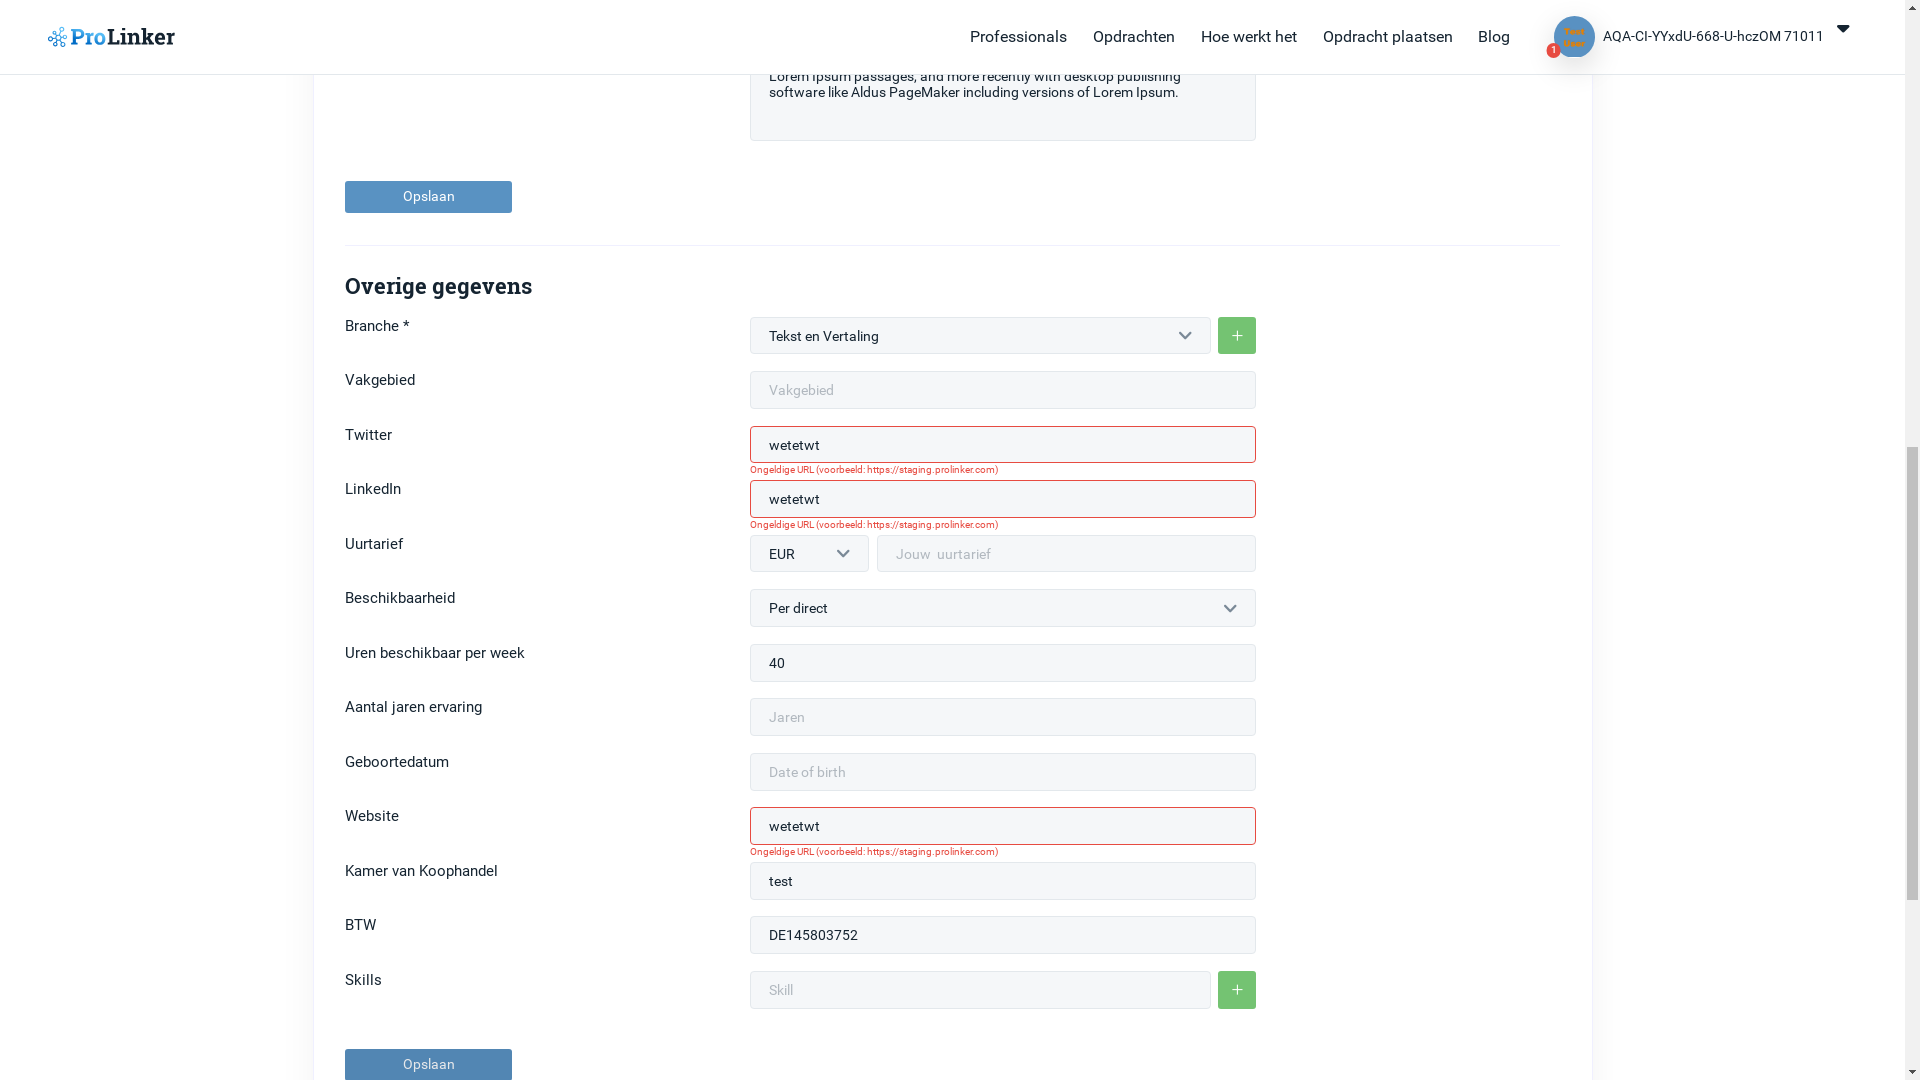 ProLinker
Professionals
Opdrachten
Hoe werkt het
Opdracht plaatsen
Blog
1
Test User
AQA-CI-YYxdU-668-U-hczOM 71011
Lorem Ipsum passages, and more recently with desktop publishing
software like Aldus PageMaker including versions of Lorem Ipsum.
Opslaan
Overige gegevens
Branche *
Tekst en Vertaling
+
Vakgebied
Vakgebied
Twitter
wetetwt
Ongeldige URL (voorbeeld: https://staging.prolinker.com)
LinkedIn
wetetwt
Ongeldige URL (voorbeeld: https://staging.prolinker.com)
Uurtarief
EUR
Jouw uurtarief
Beschikbaarheid
Per direct
Uren beschikbaar per week
40
Aantal jaren ervaring
Jaren
Geboortedatum
Date of birth
Website
wetetwt
Ongeldige URL (voorbeeld: https://staging.prolinker.com)
Kamer van Koophandel
test
BTW
DE145803752
Skills
Skill
+
Opslaan